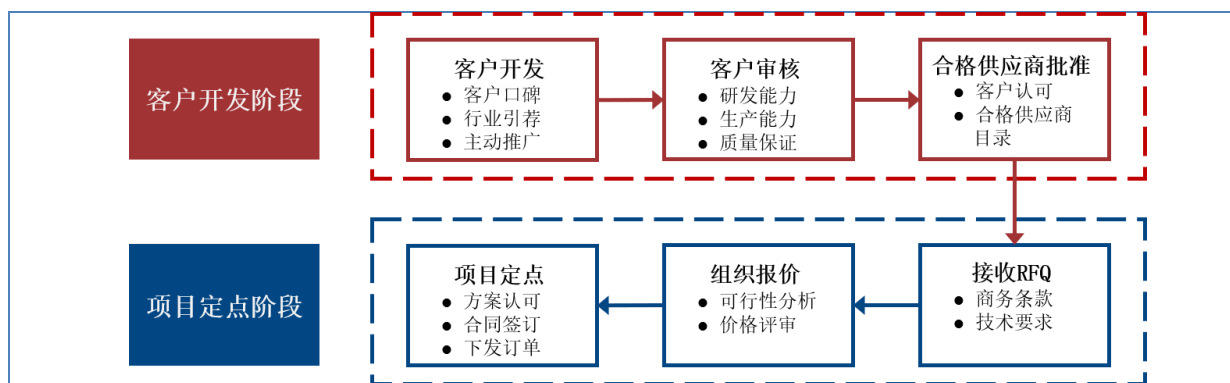 客户开发阶段
客户开发
● 客户口碑
● 行业引荐
● 主动推广
客户审核
● 研发能力
● 生产能力
● 质量保证
合格供应商批准
● 客户认可
● 合格供应商
目录
项目定点阶段
项目定点
● 方案认可
● 合同签订
● 下发订单
组织报价
● 可行性分析
● 价格评审
接收RFQ
● 商务条款
● 技术要求